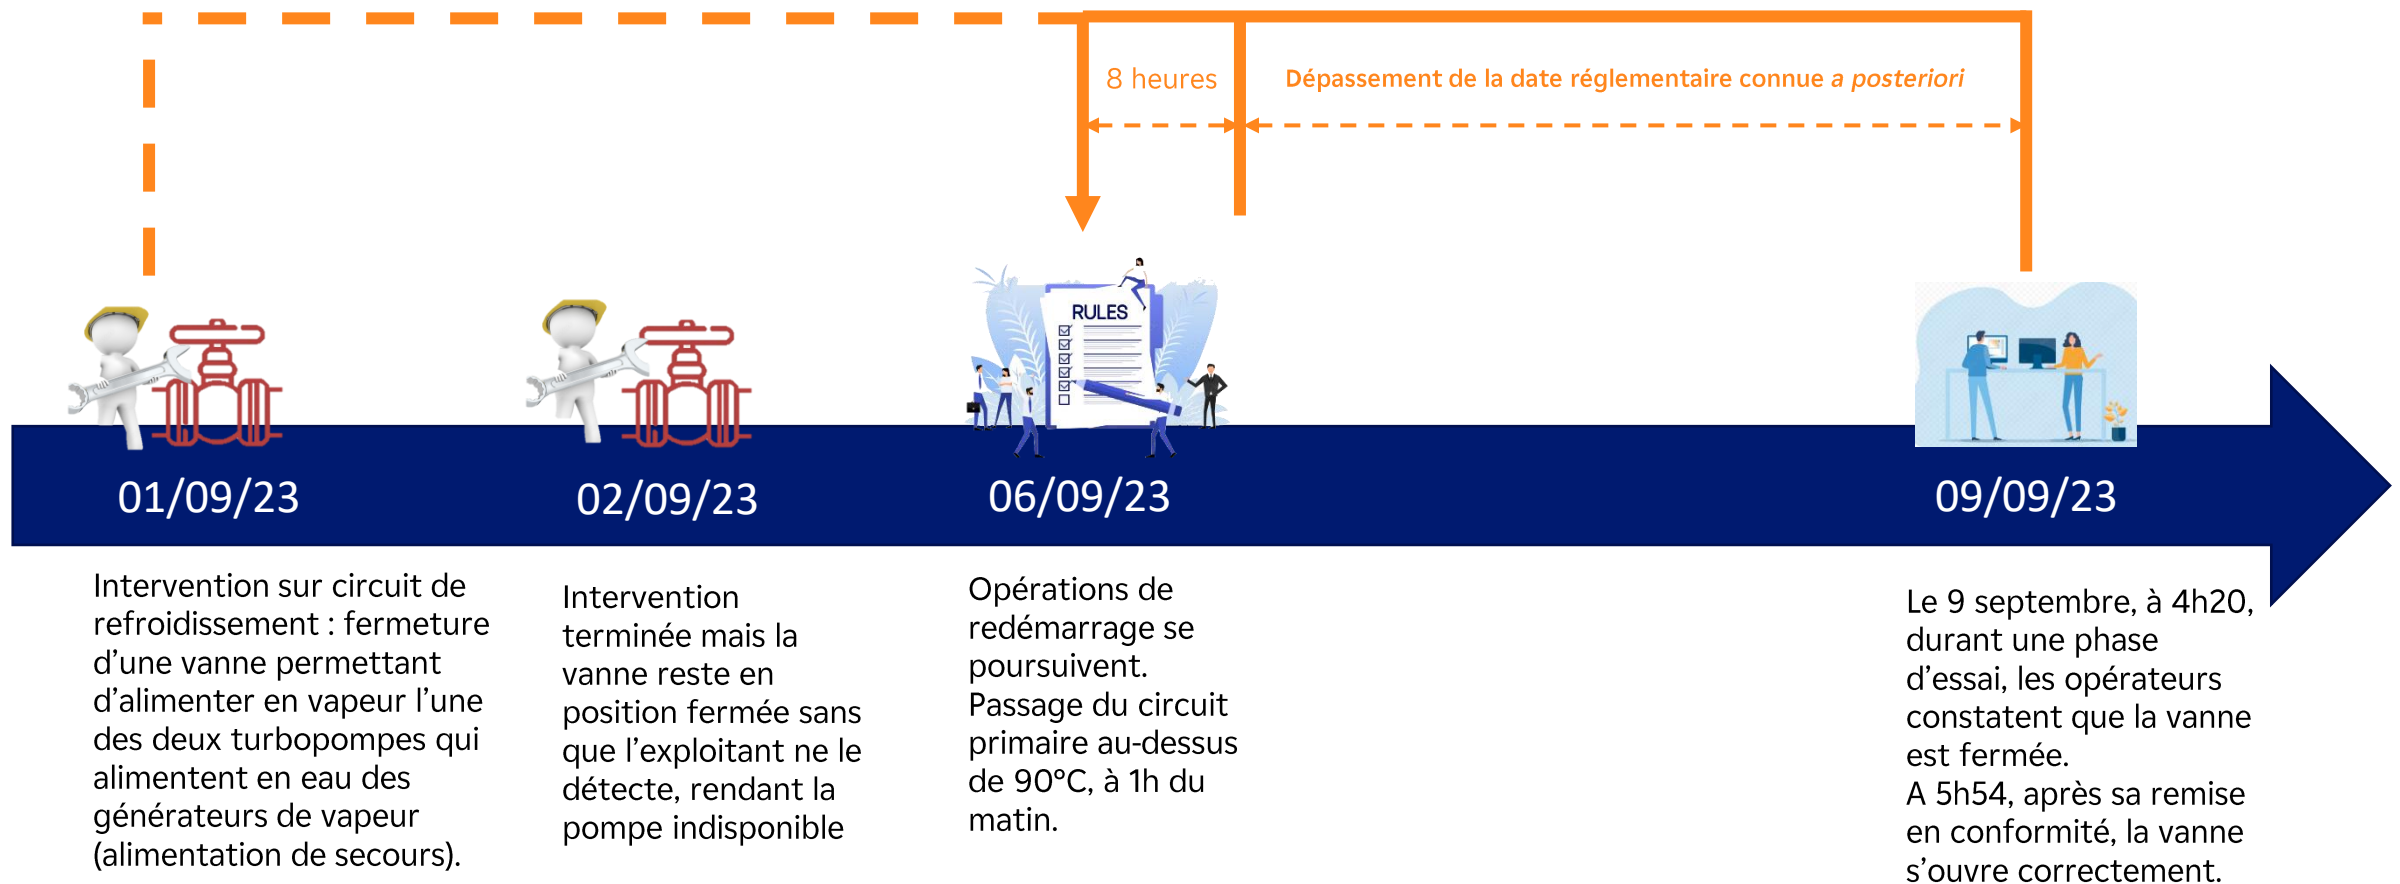 8 heures
Dépassement de la date réglementaire connue a posteriori
RULES
01/09/23
02/09/23
06/09/23
09/09/23
Intervention sur circuit de
refroidissement : fermeture
d’une vanne permettant
d’alimenter en vapeur l’une
des deux turbopompes qui
alimentent en eau des
générateurs de vapeur
(alimentation de secours).
Intervention
terminée mais la
vanne reste en
position fermée sans
que l’exploitant ne le
détecte, rendant la
pompe indisponible
Opérations de
redémarrage se
poursuivent.
Passage du circuit
primaire au-dessus
de 90°C, à 1h du
matin.
Le 9 septembre, à 4h20,
durant une phase
d’essai, les opérateurs
constatent que la vanne
est fermée.
A 5h54, après sa remise
en conformité, la vanne
s’ouvre correctement.